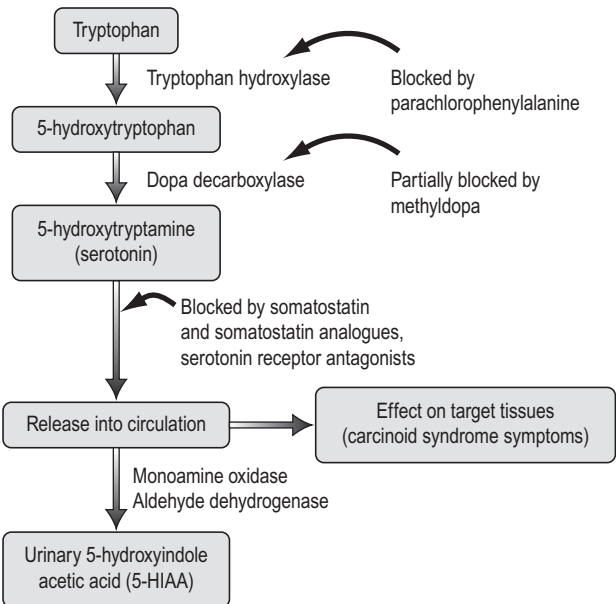 Tryptophan
Tryptophan hydroxylase
Blocked by
parachlorophenylalanine
5-hydroxytryptophan
Dopa decarboxylase
Partially blocked by
methyldopa
5-hydroxytryptamine
(serotonin)
Blocked by somatostatin
and somatostatin analogues,
serotonin receptor antagonists
Release into circulation
Effect on target tissues
(carcinoid syndrome symptoms)
Monoamine oxidase
Aldehyde dehydrogenase
Urinary 5-hydroxyindole
acetic acid (5-HIAA)